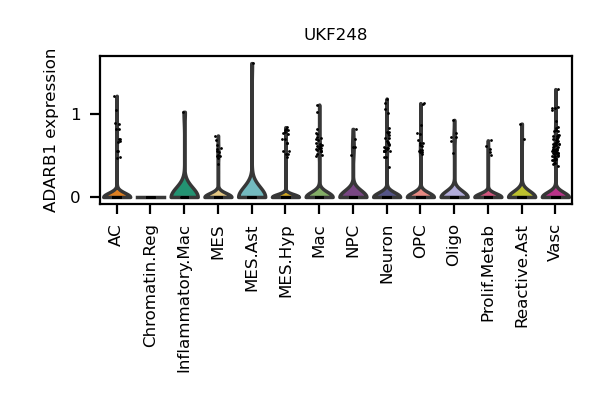 UKF248
ADARB1 expression
1
0
AC
Chromatin.Reg
Inflammatory.Mac
MES
MES.Ast
MES.Hyp
Mac
NPC
Neuron
OPC
Oligo
Prolif.Metab
Reactive.Ast
Vasc